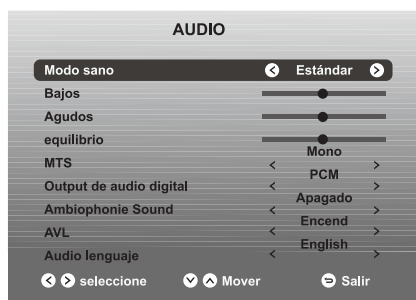 AUDIO
Modo sano Estándar
Bajos
Agudos
equilibrio
MTS Mono
Output de audio digital PCM
Ambiophonie Sound Apagado
AVL Encend
Audio lenguaje English
seleccione Mover Salir